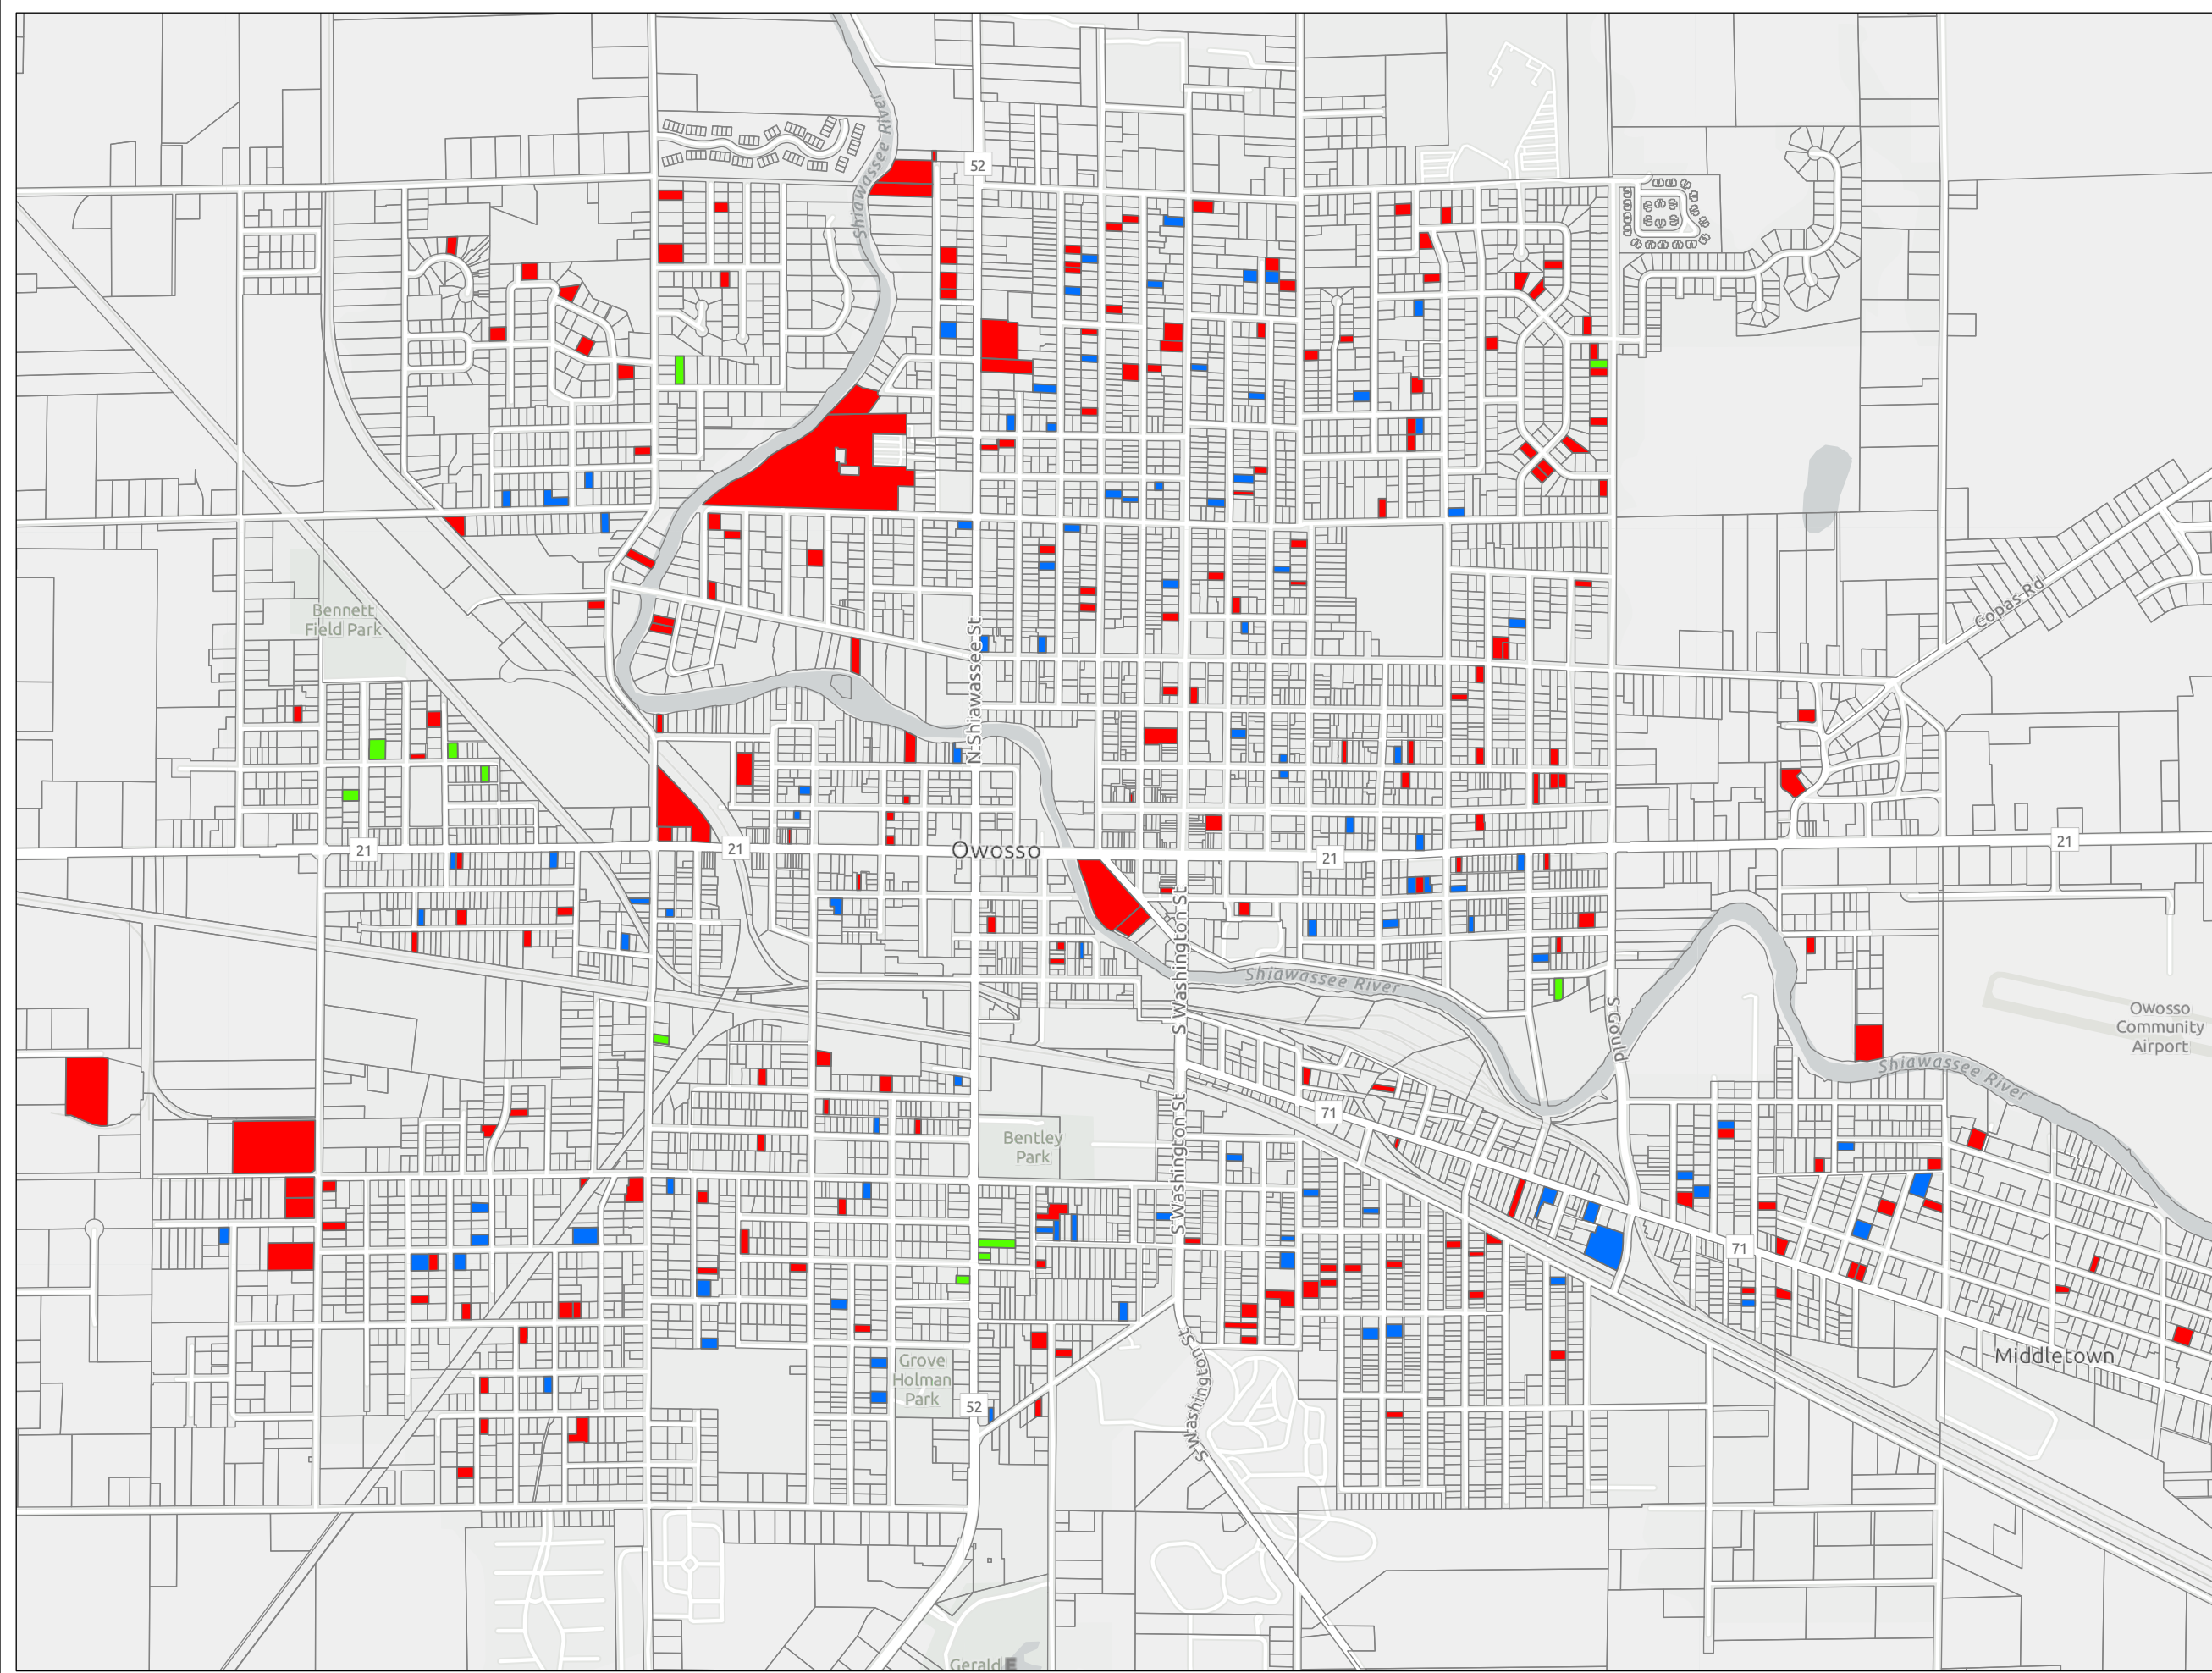 Shiawassee River
52
Copas Rd
Bennett
Field Park
N Shiawassee St
21
21
Owosso
21
21
S Washington St
Shiawassee River
S Gould
Owosso
Community
Airport
Shiawassee River
71
Bentley
Park
S Washington St
71
Grove
Holman
Park
Middletown
52
S Washington St
Gerald E
Shiawassee River